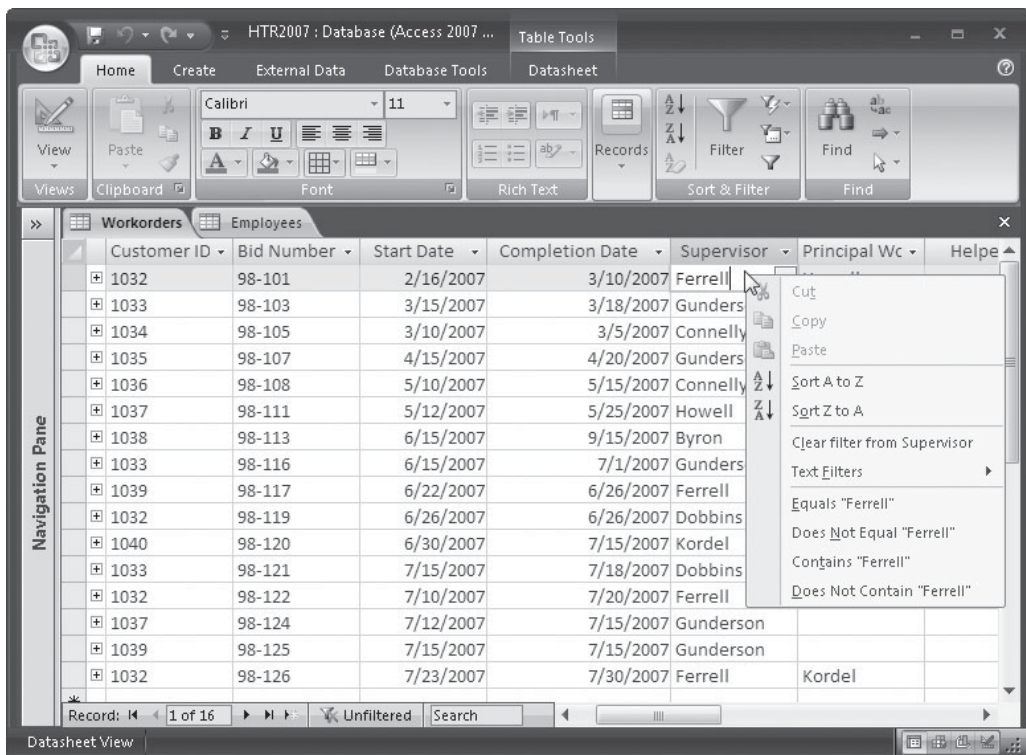 HTR2007 : Database (Access 2007 ...
Table Tools
Home Create External Data Database Tools Datasheet
Calibri 11
View Paste B I U Records Filter Find
Views Clipboard Font Rich Text Sort & Filter Find
Workorders Employees
Customer ID Bid Number Start Date Completion Date Supervisor Principal Wc Helpe
1032 98-101 2/16/2007 3/10/2007 Ferrell
1033 98-103 3/15/2007 3/18/2007 Gunders
1034 98-105 3/10/2007 3/5/2007 Connelly
1035 98-107 4/15/2007 4/20/2007 Gunders
1036 98-108 5/10/2007 5/15/2007 Connelly
1037 98-111 5/12/2007 5/25/2007 Howell
1038 98-113 6/15/2007 9/15/2007 Byron
1033 98-116 6/15/2007 7/1/2007 Gunders
1039 98-117 6/22/2007 6/26/2007 Ferrell
1032 98-119 6/26/2007 6/26/2007 Dobbins
1040 98-120 6/30/2007 7/15/2007 Kordel
1033 98-121 7/15/2007 7/18/2007 Dobbins
1032 98-122 7/10/2007 7/20/2007 Ferrell
1037 98-124 7/12/2007 7/15/2007 Gunderson
1039 98-125 7/15/2007 7/15/2007 Gunderson
1032 98-126 7/23/2007 7/30/2007 Ferrell Kordel
Cut
Copy
Paste
Sort A to Z
Sort Z to A
Clear filter from Supervisor
Text Filters
Equals "Ferrell"
Does Not Equal "Ferrell"
Contains "Ferrell"
Does Not Contain "Ferrell"
Navigation Pane
Record: 1 of 16 Unfiltered Search
Datasheet View